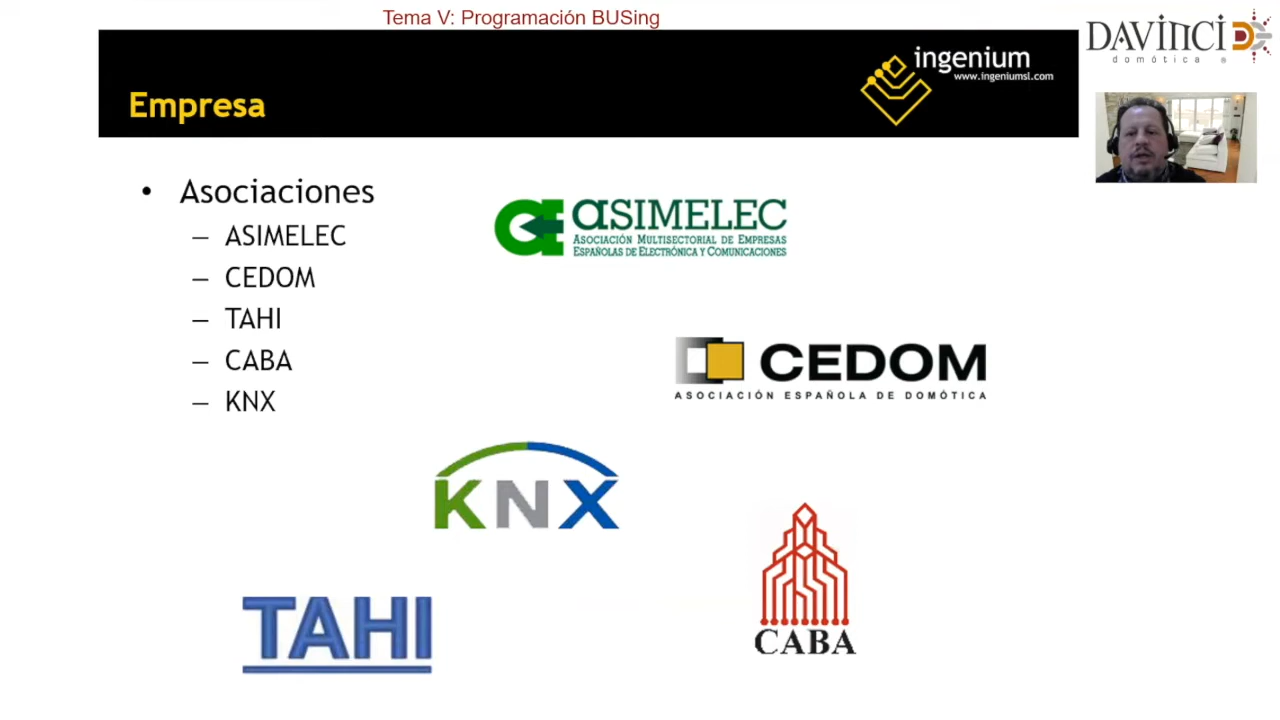 Tema V: Programación BUSing
DAVINCI
domótica ®
ingenium
www.ingeniumsl.com
Empresa
• Asociaciones
– ASIMELEC
– CEDOM
– TAHI
– CABA
– KNX
aSIMELEC
ASOCIACIÓN MULTISECTORIAL DE EMPRESAS
ESPAÑOLAS DE ELECTRÓNICA Y COMUNICACIONES
CEDOM
ASOCIACIÓN ESPAÑOLA DE DOMÓTICA
KNX
CABA
TAHI